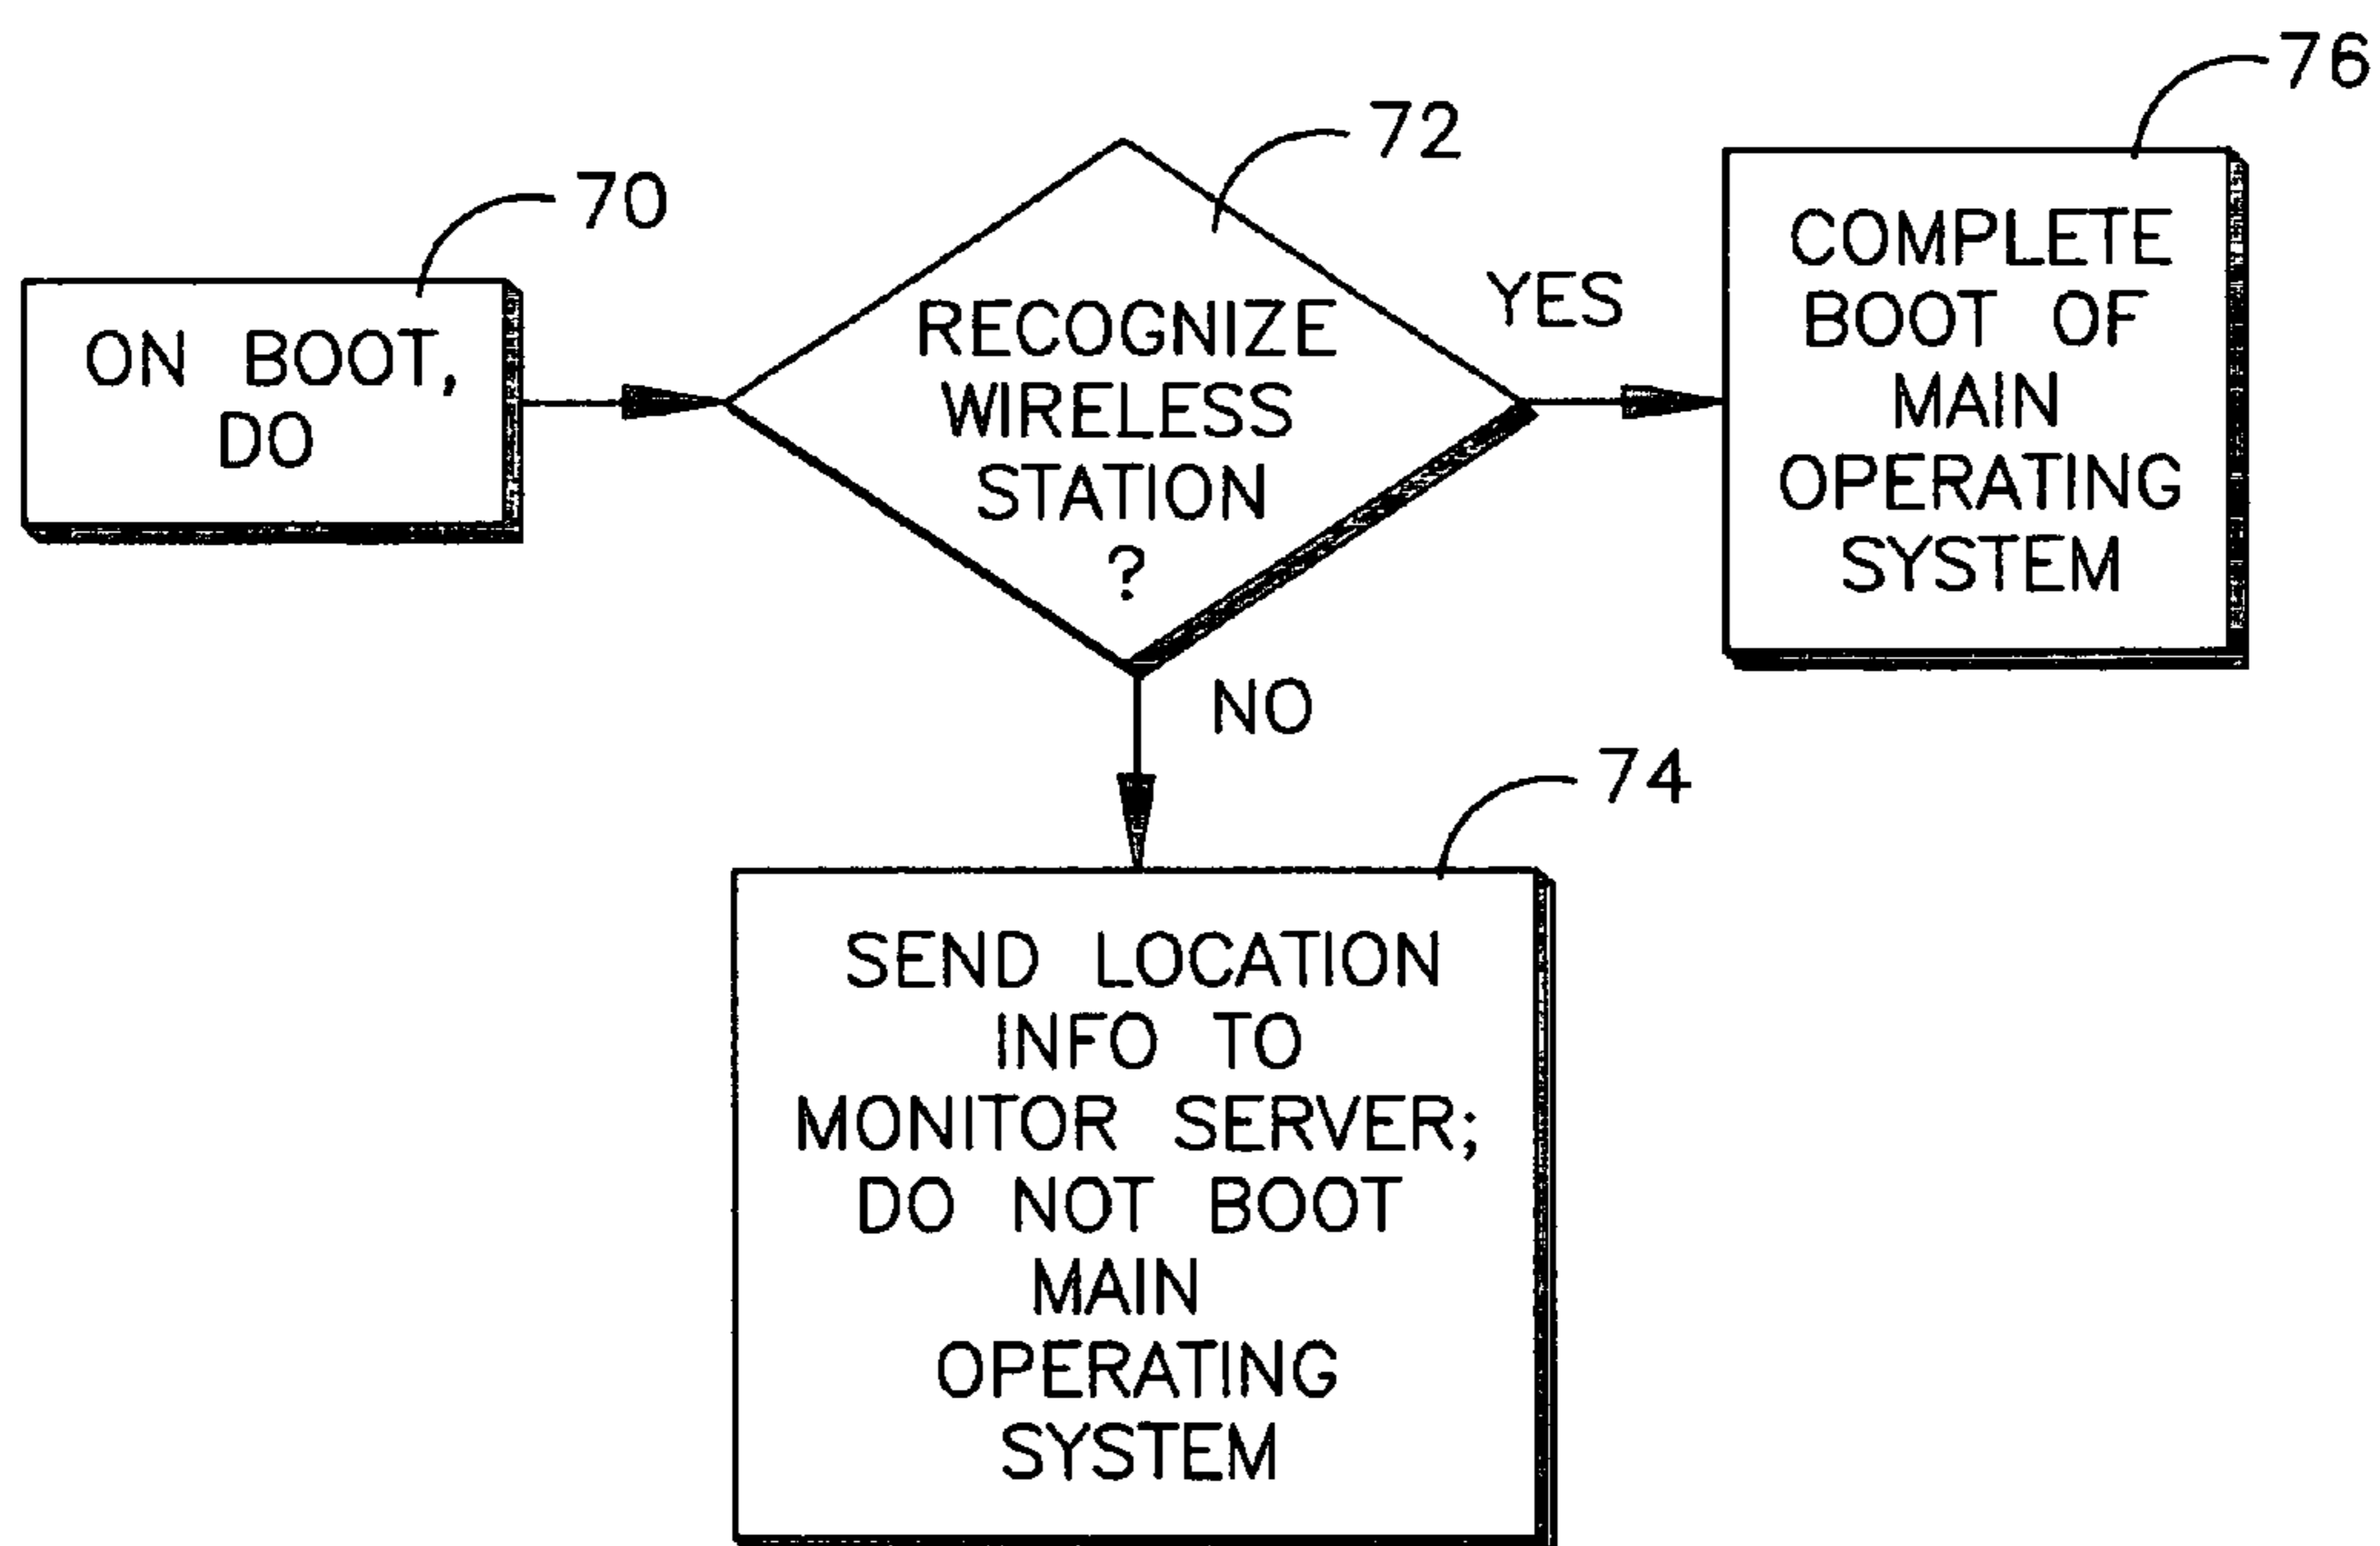 70
ON BOOT,
DO
72
RECOGNIZE
WIRELESS
STATION
?
YES
76
COMPLETE
BOOT OF
MAIN
OPERATING
SYSTEM
NO
74
SEND LOCATION
INFO TO
MONITOR SERVER;
DO NOT BOOT
MAIN
OPERATING
SYSTEM